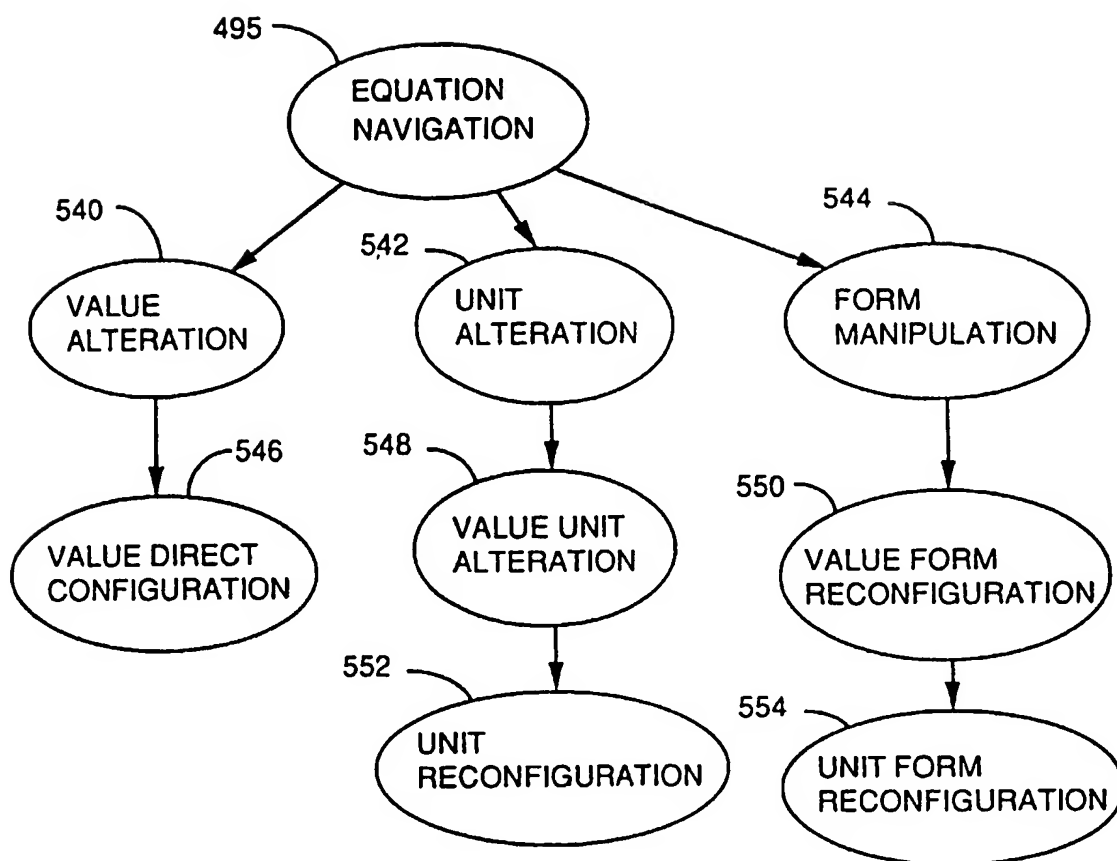 495
EQUATION
NAVIGATION
540
VALUE
ALTERATION
542
UNIT
ALTERATION
544
FORM
MANIPULATION
546
VALUE DIRECT
CONFIGURATION
548
VALUE UNIT
ALTERATION
550
VALUE FORM
RECONFIGURATION
552
UNIT
RECONFIGURATION
554
UNIT FORM
RECONFIGURATION